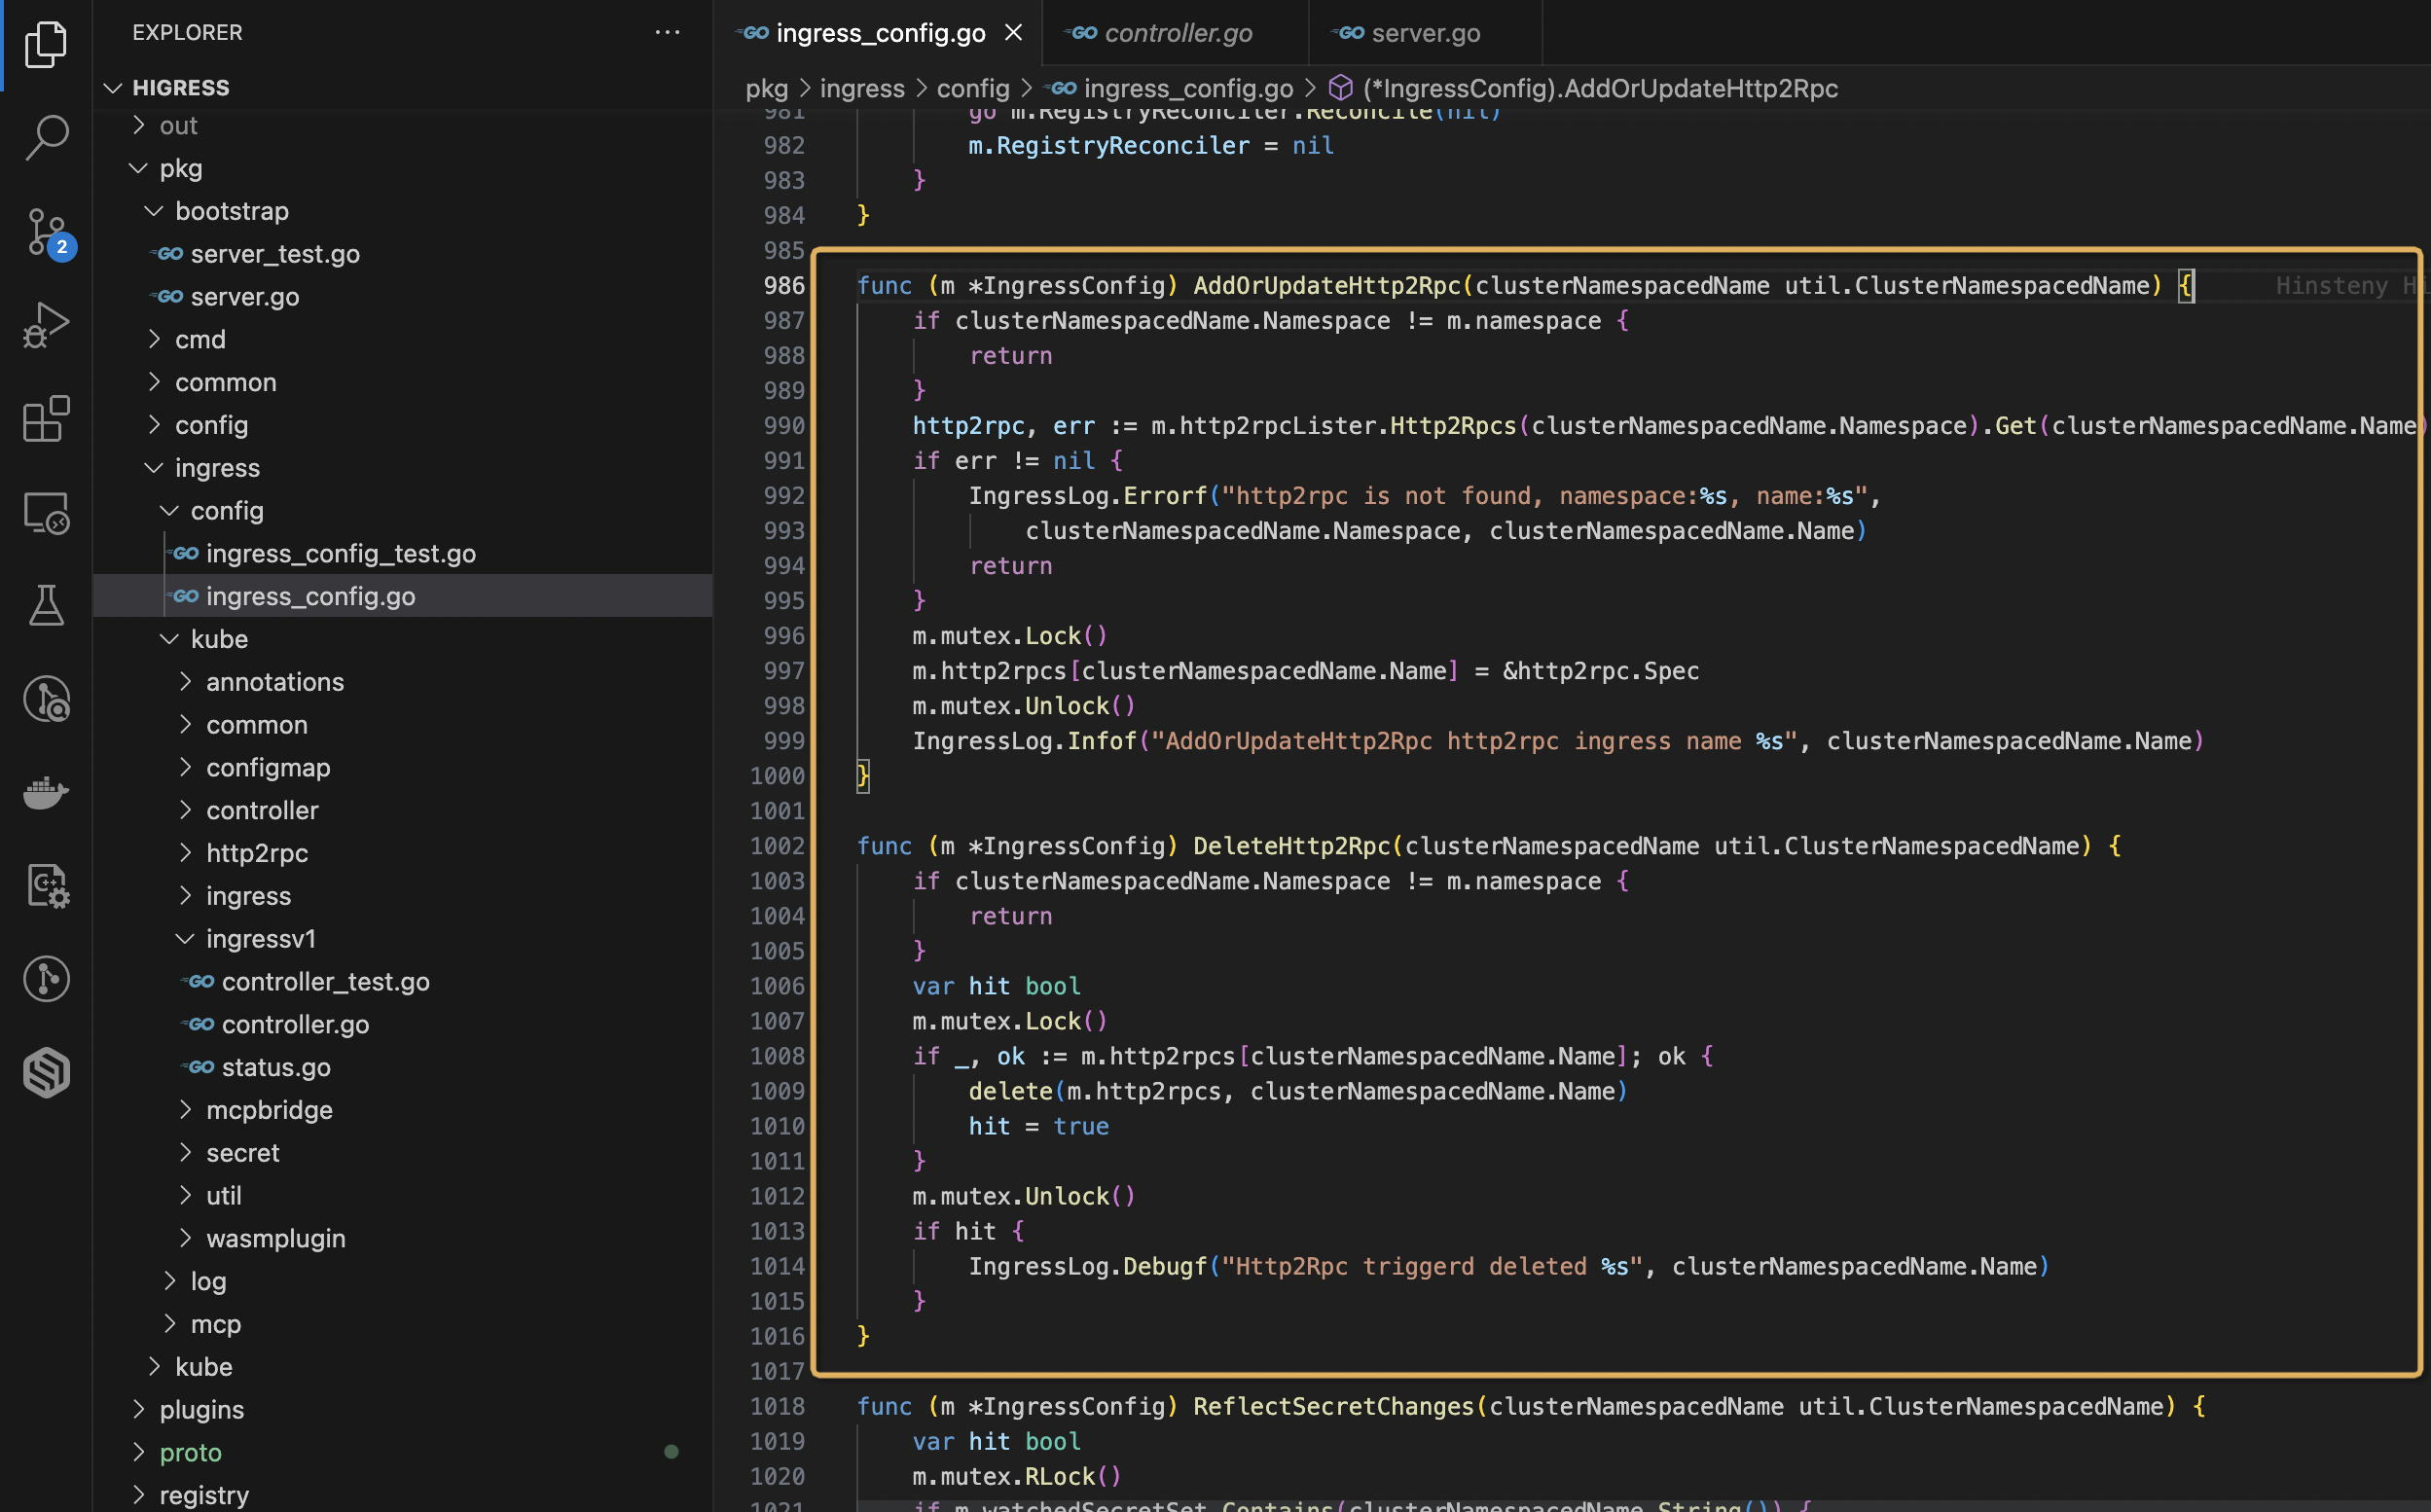 EXPLORER
HIGRESS
out
pkg
bootstrap
server_test.go
server.go
cmd
common
config
ingress
config
ingress_config_test.go
ingress_config.go
kube
annotations
common
configmap
controller
http2rpc
ingress
ingressv1
controller_test.go
controller.go
status.go
mcpbridge
secret
util
wasmplugin
log
mcp
kube
plugins
proto
registry
2
GO ingress_config.go
GO controller.go
GO server.go
pkg > ingress > config > GO ingress_config.go > (*IngressConfig).AddOrUpdateHttp2Rpc
981 go m.RegistryReconciler.Reconcile(nil)
982 m.RegistryReconciler = nil
983 }
984 }
985
986 func (m *IngressConfig) AddOrUpdateHttp2Rpc(clusterNamespacedName util.ClusterNamespacedName) { Hinsteny
987 if clusterNamespacedName.Namespace != m.namespace {
988 return
989 }
990 http2rpc, err := m.http2rpcLister.Http2Rpcs(clusterNamespacedName.Namespace).Get(clusterNamespacedName.Name)
991 if err != nil {
992 IngressLog.Errorf("http2rpc is not found, namespace:%s, name:%s",
993 clusterNamespacedName.Namespace, clusterNamespacedName.Name)
994 return
995 }
996 m.mutex.Lock()
997 m.http2rpcs[clusterNamespacedName.Name] = &http2rpc.Spec
998 m.mutex.Unlock()
999 IngressLog.Infof("AddOrUpdateHttp2Rpc http2rpc ingress name %s", clusterNamespacedName.Name)
1000 }
1001
1002 func (m *IngressConfig) DeleteHttp2Rpc(clusterNamespacedName util.ClusterNamespacedName) {
1003 if clusterNamespacedName.Namespace != m.namespace {
1004 return
1005 }
1006 var hit bool
1007 m.mutex.Lock()
1008 if _, ok := m.http2rpcs[clusterNamespacedName.Name]; ok {
1009 delete(m.http2rpcs, clusterNamespacedName.Name)
1010 hit = true
1011 }
1012 m.mutex.Unlock()
1013 if hit {
1014 IngressLog.Debugf("Http2Rpc triggerd deleted %s", clusterNamespacedName.Name)
1015 }
1016 }
1017
1018 func (m *IngressConfig) ReflectSecretChanges(clusterNamespacedName util.ClusterNamespacedName) {
1019 var hit bool
1020 m.mutex.RLock()
1021 if m.watchedSecretSet.Contains(clusterNamespacedName.String()) {